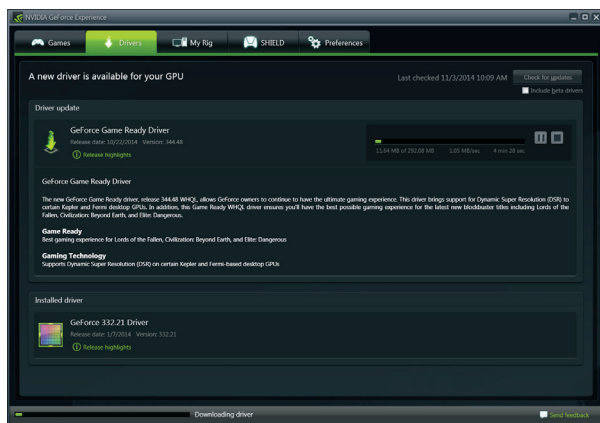 NVIDIA GeForce Experience
Games
Drivers
My Rig
SHIELD
Preferences
A new driver is available for your GPU
Last checked 11/3/2014 10:09 AM
Check for updates
Include beta drivers
Driver update
GeForce Game Ready Driver
Release date: 10/22/2014 Version: 344.48
Release highlights
11.64 MB of 292.08 MB 1.05 MB/sec 4 min 28 sec
GeForce Game Ready Driver
The new GeForce Game Ready driver, release 344.48 WHQL, allows GeForce owners to continue to have the ultimate gaming experience. This driver brings support for Dynamic Super Resolution (DSR) to
certain Kepler and Fermi desktop GPUs. In addition, this Game Ready WHQL driver ensures you'll have the best possible gaming experience for the latest new blockbuster titles including Lords of the
Fallen, Civilization: Beyond Earth, and Elite: Dangerous.
Game Ready
Best gaming experience for Lords of the Fallen, Civilization: Beyond Earth, and Elite: Dangerous
Gaming Technology
Supports Dynamic Super Resolution (DSR) on certain Kepler and Fermi-based desktop GPUs
Installed driver
GeForce 332.21 Driver
Release date: 1/7/2014 Version: 332.21
Release highlights
Downloading driver
Send feedback